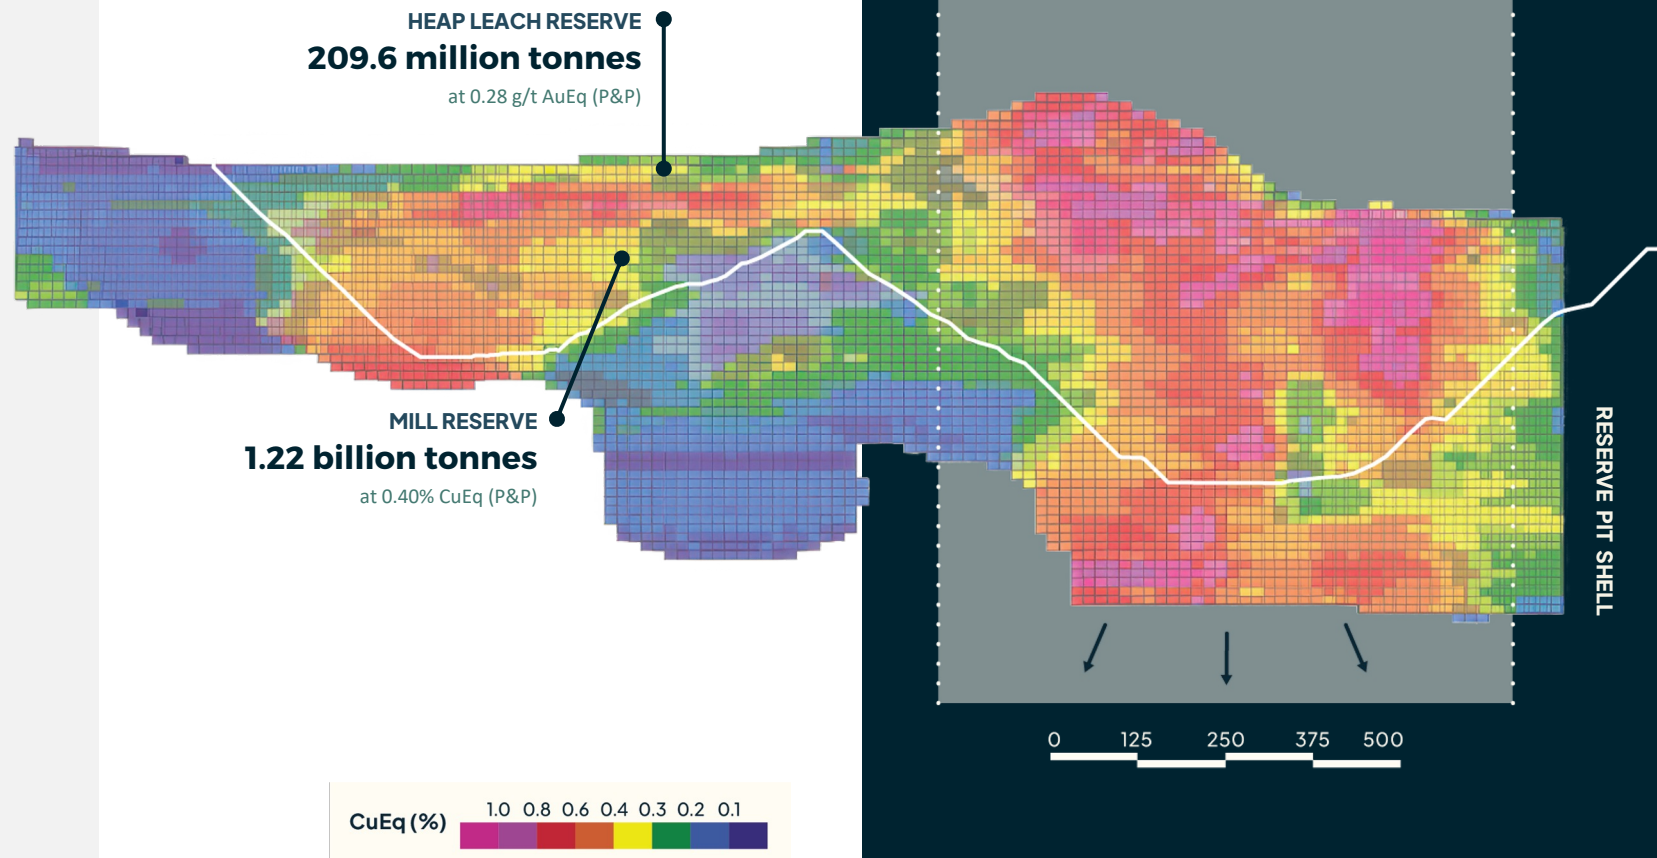 HEAP LEACH RESERVE
209.6 million tonnes
at 0.28 g/t AuEq (P&P)
MILL RESERVE
1.22 billion tonnes
at 0.40% CuEq (P&P)
RESERVE PIT SHELL
0 125 250 375 500
1.0 0.8 0.6 0.4 0.3 0.2 0.1
CuEq (%)